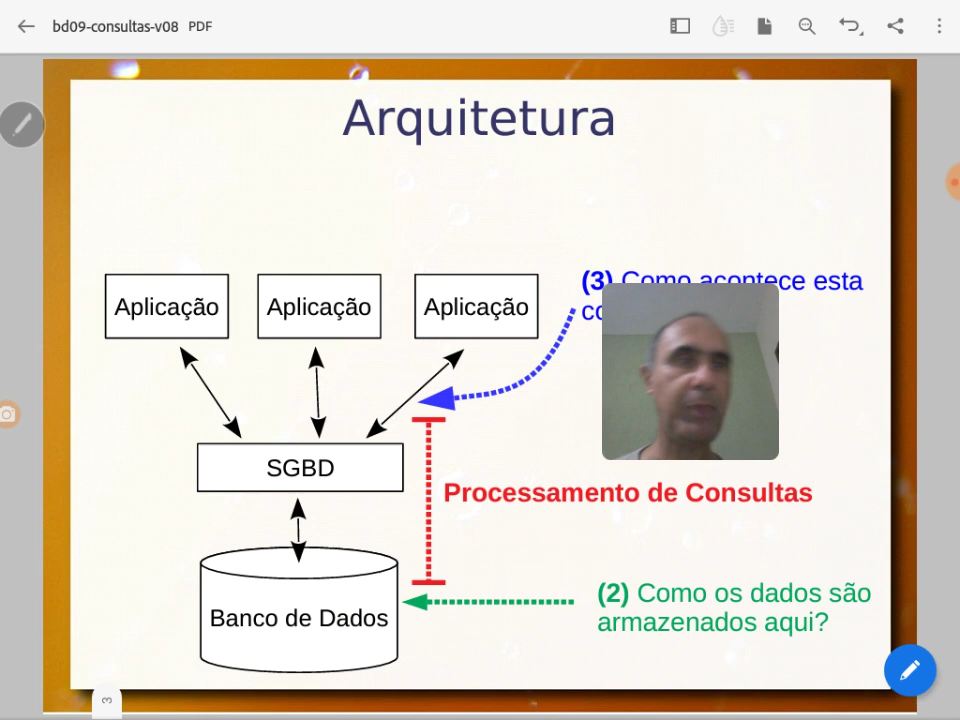 bd09-consultas-v08 PDF
Arquitetura
Aplicação
Aplicação
Aplicação
(3) Como acontece esta
SGBD
Processamento de Consultas
Banco de Dados
(2) Como os dados são
armazenados aqui?
3